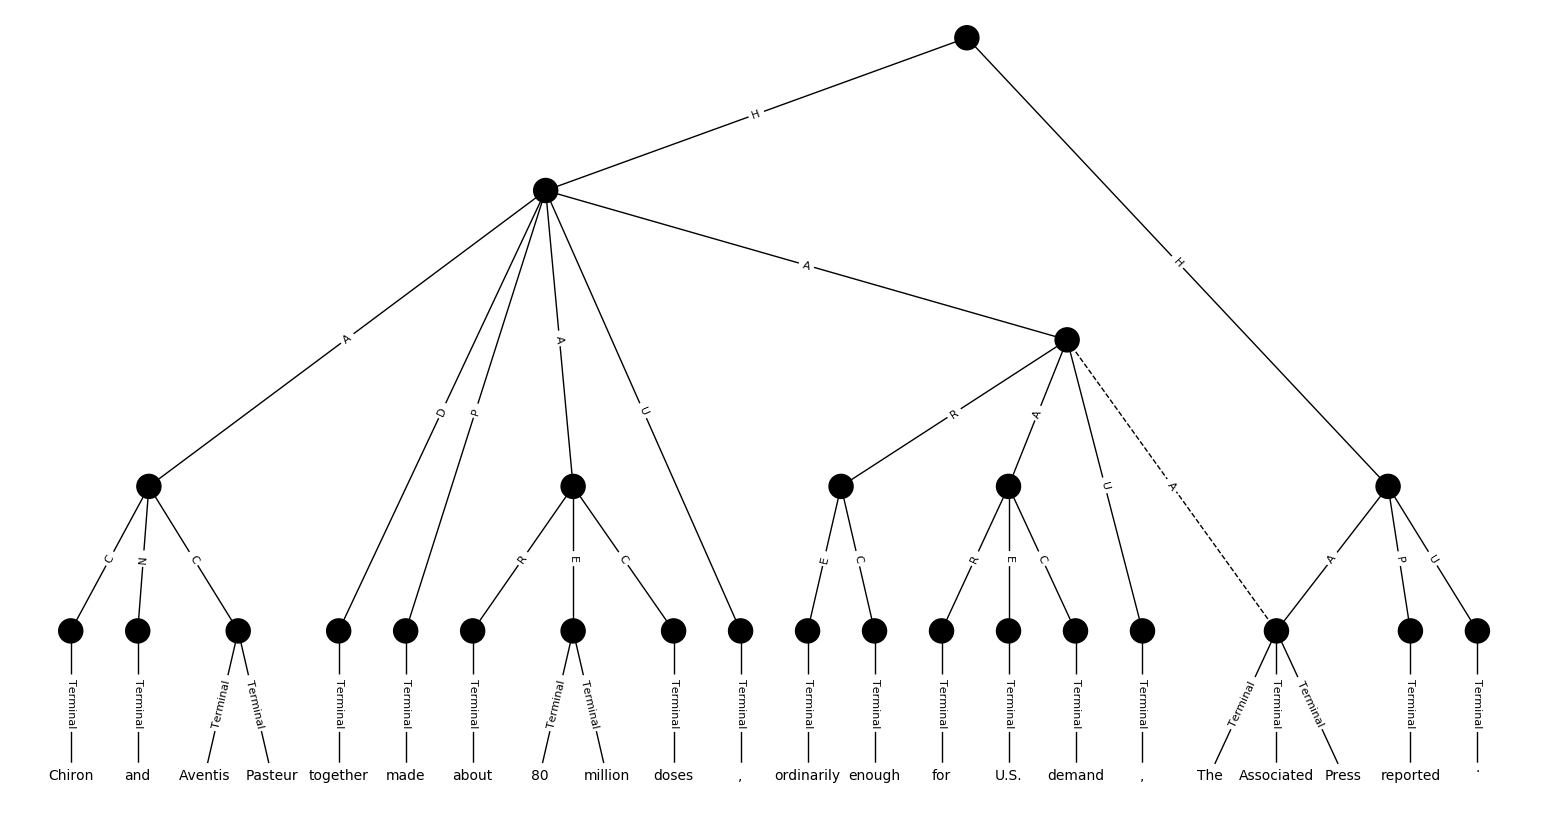 H
H
A
A
D
P
A
U
R
A
U
A
C
N
C
R
E
C
E
C
R
E
C
A
P
U
Terminal Terminal Terminal Terminal Terminal Terminal Terminal Terminal Terminal Terminal Terminal Terminal Terminal Terminal Terminal Terminal Terminal Terminal Terminal Terminal Terminal Terminal
Chiron and Aventis Pasteur together made about 80 million doses , ordinarily enough for U.S. demand , The Associated Press reported .